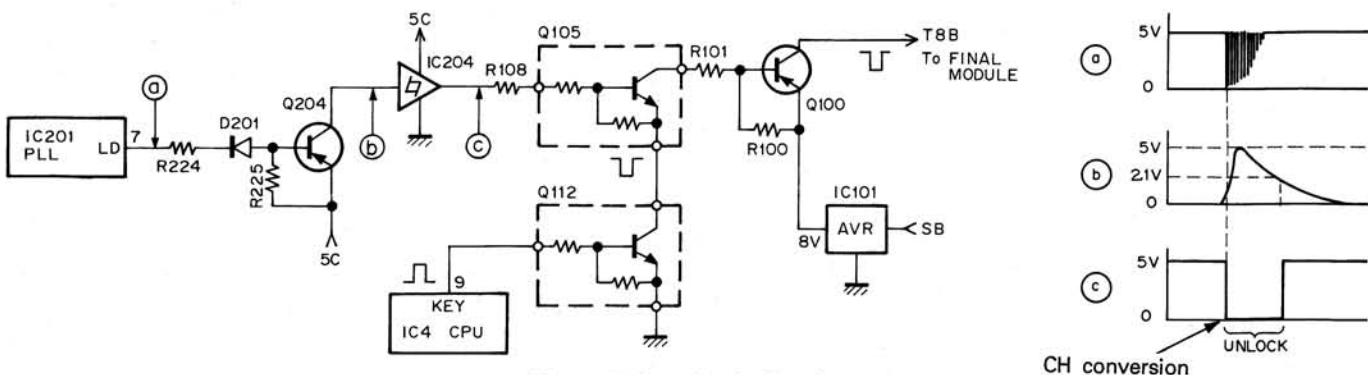 5C
IC204
Q204
D201
a
IC201
PLL
LD
7
R224
R225
5C
b
c
R108
Q105
R101
Q100
R100
T8B
To FINAL
MODULE
IC101
AVR
8V
SB
Q112
9
KEY
IC4 CPU
a
5V
0
b
5V
2.1V
0
c
5V
0
UNLOCK
CH conversion